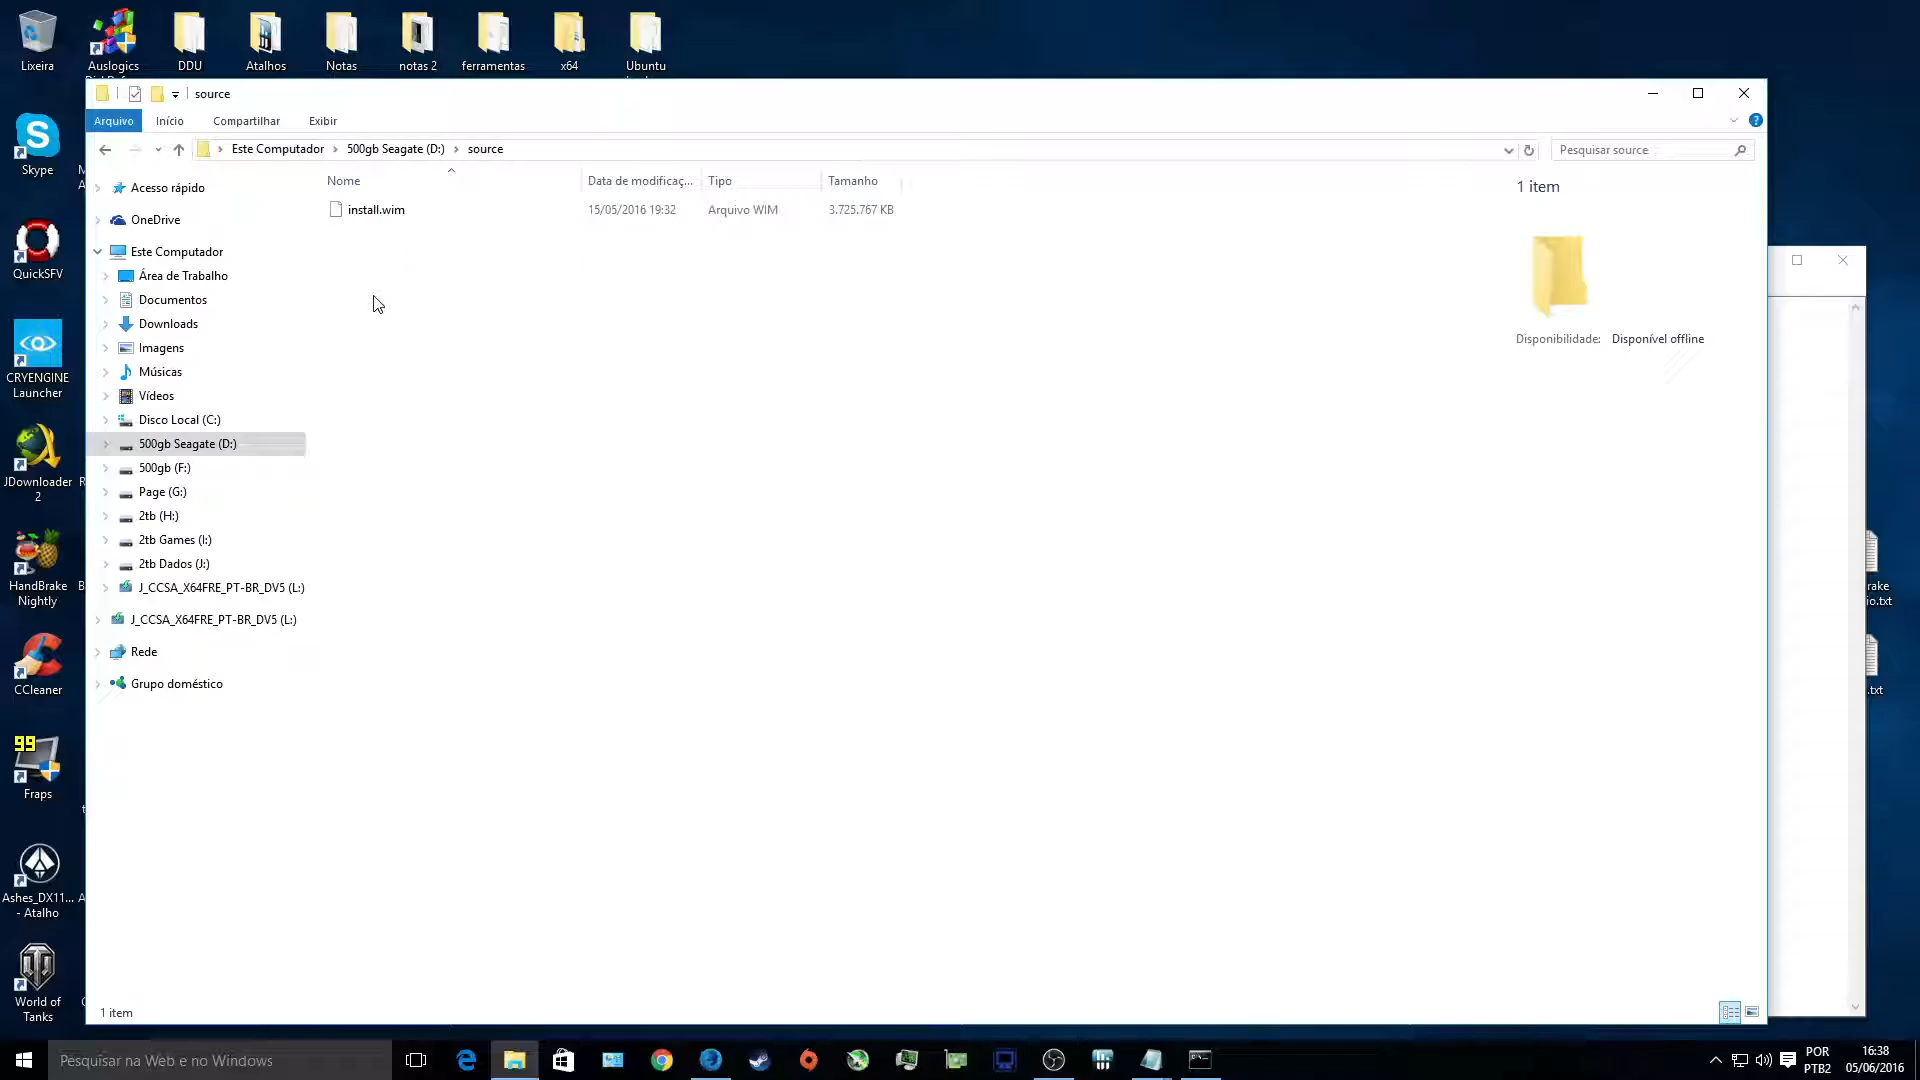 Lixeira
Auslogics
DDU
Atalhos
Notas
notas 2
ferramentas
x64
Ubuntu
source
Arquivo
Início
Compartilhar
Exibir
Este Computador
500gb Seagate (D:)
source
Pesquisar source
Nome
Data de modificaç...
Tipo
Tamanho
install.wim
15/05/2016 19:32
Arquivo WIM
3.725.767 KB
1 item
Disponibilidade:
Disponível offline
Acesso rápido
OneDrive
Este Computador
Área de Trabalho
Documentos
Downloads
Imagens
Músicas
Vídeos
Disco Local (C:)
500gb Seagate (D:)
500gb (F:)
Page (G:)
2tb (H:)
2tb Games (I:)
2tb Dados (J:)
J_CCSA_X64FRE_PT-BR_DV5 (L:)
J_CCSA_X64FRE_PT-BR_DV5 (L:)
Rede
Grupo doméstico
Skype
QuickSFV
CRYENGINE
Launcher
JDownloader
2
HandBrake
Nightly
CCleaner
99
Fraps
Ashes_DX11...
- Atalho
World of
Tanks
rake
io.txt
.txt
1 item
Pesquisar na Web e no Windows
POR
PTB2
16:38
05/06/2016